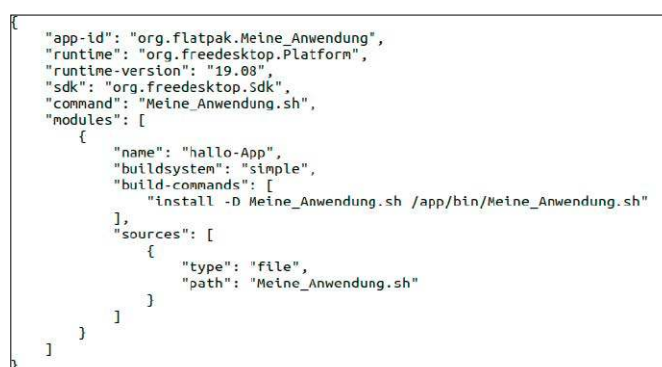 {
    "app-id": "org.flatpak.Meine_Anwendung",
    "runtime": "org.freedesktop.Platform",
    "runtime-version": "19.08",
    "sdk": "org.freedesktop.Sdk",
    "command": "Meine_Anwendung.sh",
    "modules": [
        {
            "name": "hallo-App",
            "buildsystem": "simple",
            "build-commands": [
                "install -D Meine_Anwendung.sh /app/bin/Meine_Anwendung.sh"
            ],
            "sources": [
                {
                    "type": "file",
                    "path": "Meine_Anwendung.sh"
                }
            ]
        }
    ]
}